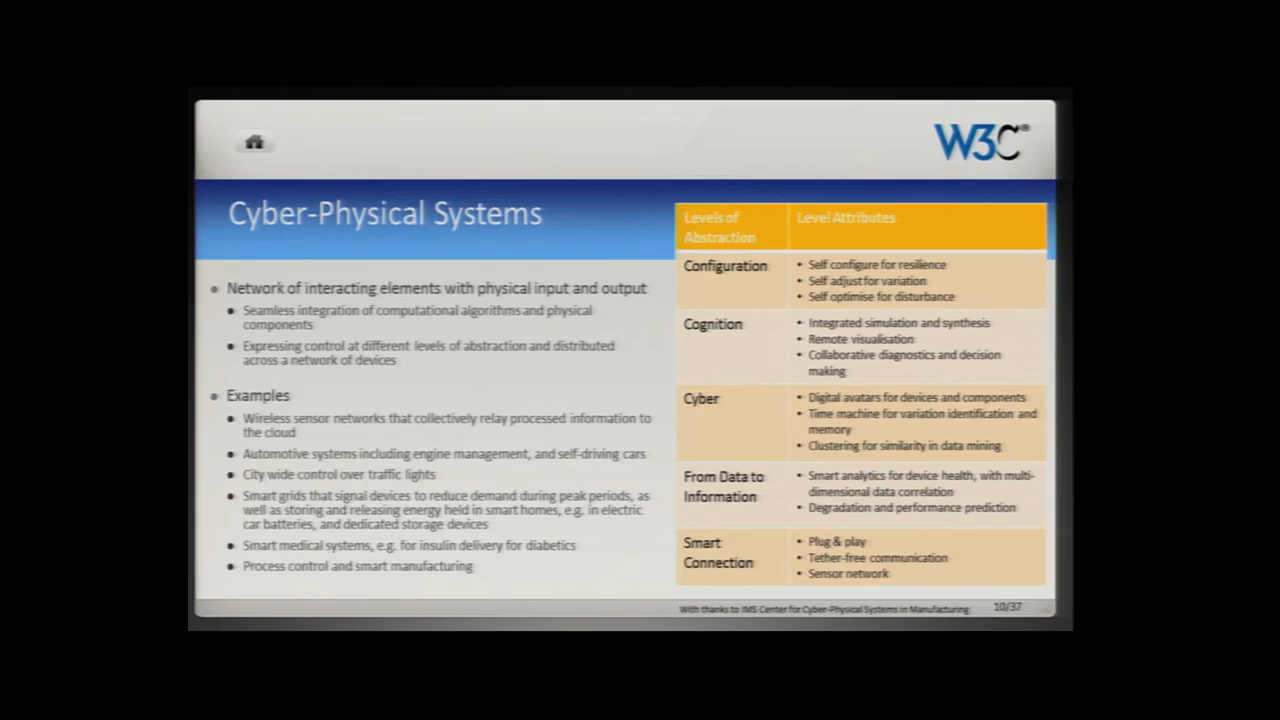 W3C®
Cyber-Physical Systems
• Network of interacting elements with physical input and output
• Seamless integration of computational algorithms and physical
components
• Expressing control at different levels of abstraction and distributed
across a network of devices
• Examples
• Wireless sensor networks that collectively relay processed information to
the cloud
• Automotive systems including engine management, and self-driving cars
• City wide control over traffic lights
• Smart grids that signal devices to reduce demand during peak periods, as
well as storing and releasing energy held in smart homes, e.g. in electric
car batteries, and dedicated storage devices
• Smart medical systems, e.g. for insulin delivery for diabetics
• Process control and smart manufacturing
Levels of
Abstraction
Level Attributes
Configuration
• Self configure for resilience
• Self adjust for variation
• Self optimise for disturbance
Cognition
• Integrated simulation and synthesis
• Remote visualisation
• Collaborative diagnostics and decision
making
Cyber
• Digital avatars for devices and components
• Time machine for variation identification and
memory
• Clustering for similarity in data mining
From Data to
Information
• Smart analytics for device health, with multi-
dimensional data correlation
• Degradation and performance prediction
Smart
Connection
• Plug & play
• Tether-free communication
• Sensor network
With thanks to IMS Center for Cyber-Physical Systems in Manufacturing
10/37